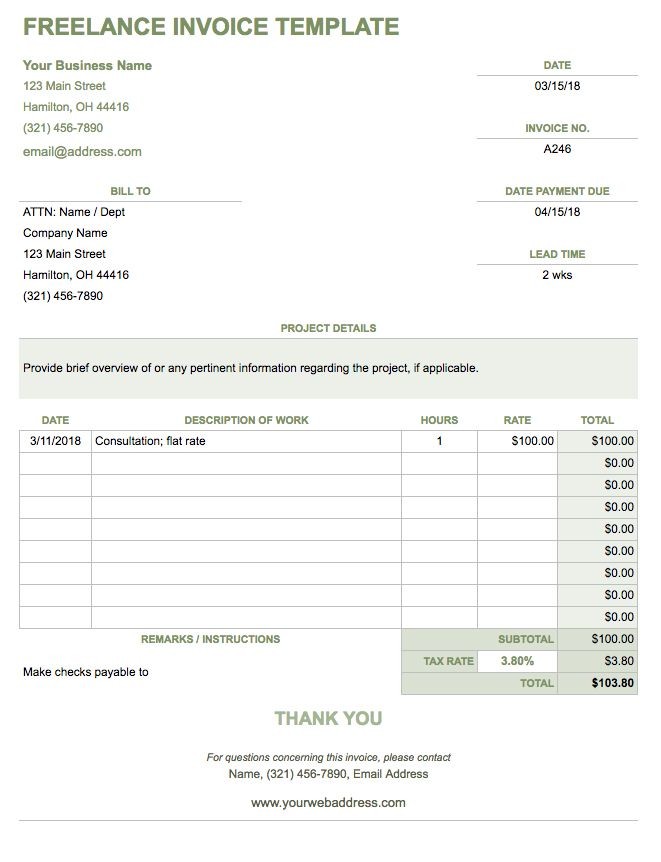 FREELANCE INVOICE TEMPLATE
Your Business Name
123 Main Street
Hamilton, OH 44416
(321) 456-7890
email@address.com
DATE
03/15/18
INVOICE NO.
A246
BILL TO
ATTN: Name / Dept
Company Name
123 Main Street
Hamilton, OH 44416
(321) 456-7890
DATE PAYMENT DUE
04/15/18
LEAD TIME
2 wks
PROJECT DETAILS
Provide brief overview of or any pertinent information regarding the project, if applicable.
DATE DESCRIPTION OF WORK HOURS RATE TOTAL
3/11/2018 Consultation; flat rate 1 $100.00 $100.00
$0.00
$0.00
$0.00
$0.00
$0.00
$0.00
$0.00
$0.00
REMARKS / INSTRUCTIONS
Make checks payable to
SUBTOTAL $100.00
TAX RATE 3.80% $3.80
TOTAL $103.80
THANK YOU
For questions concerning this invoice, please contact
Name, (321) 456-7890, Email Address
www.yourwebaddress.com